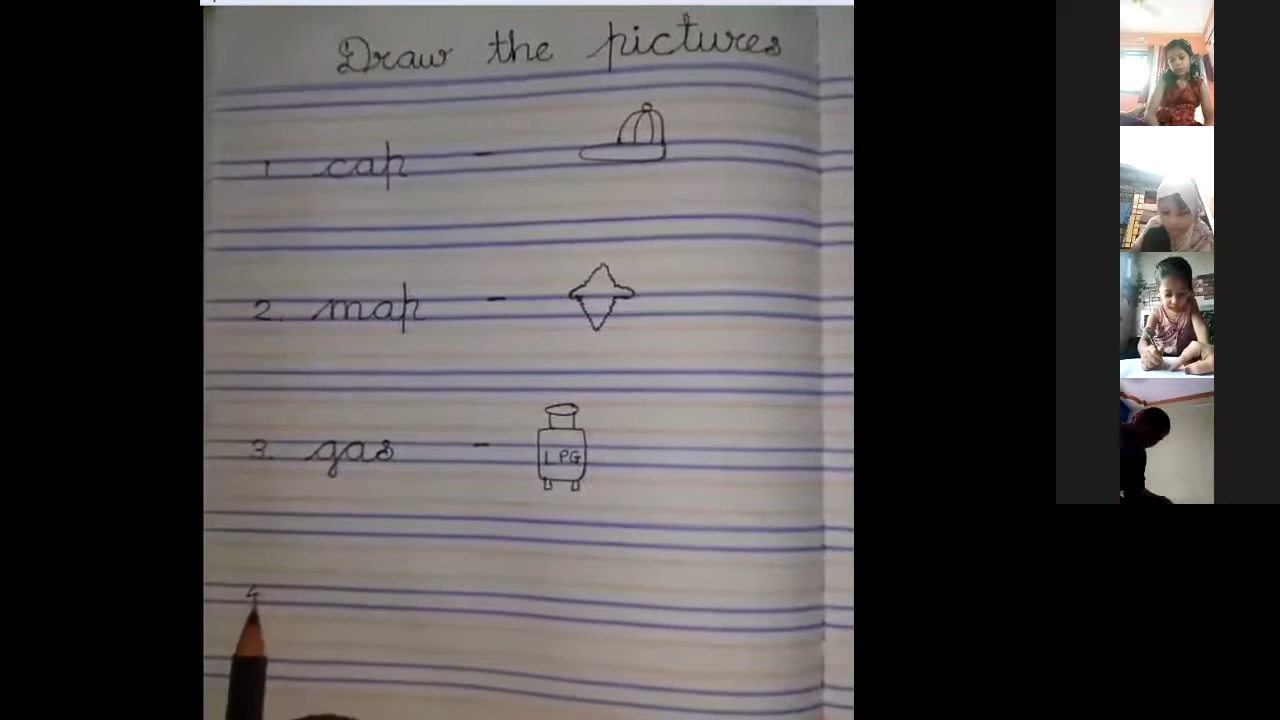 Draw the pictures
1. cap -
2. map -
3. gas - LPG
4